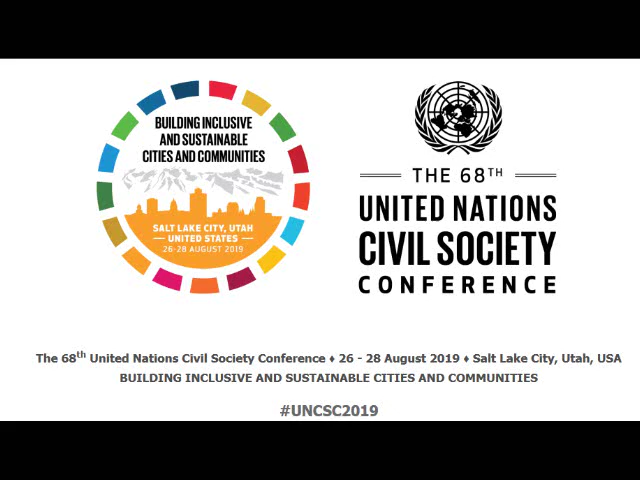 BUILDING INCLUSIVE
AND SUSTAINABLE
CITIES AND COMMUNITIES
SALT LAKE CITY, UTAH
UNITED STATES
26-28 AUGUST 2019
THE 68TH
UNITED NATIONS
CIVIL SOCIETY
CONFERENCE
The 68th United Nations Civil Society Conference ♦ 26 - 28 August 2019 ♦ Salt Lake City, Utah, USA
BUILDING INCLUSIVE AND SUSTAINABLE CITIES AND COMMUNITIES
#UNCSC2019